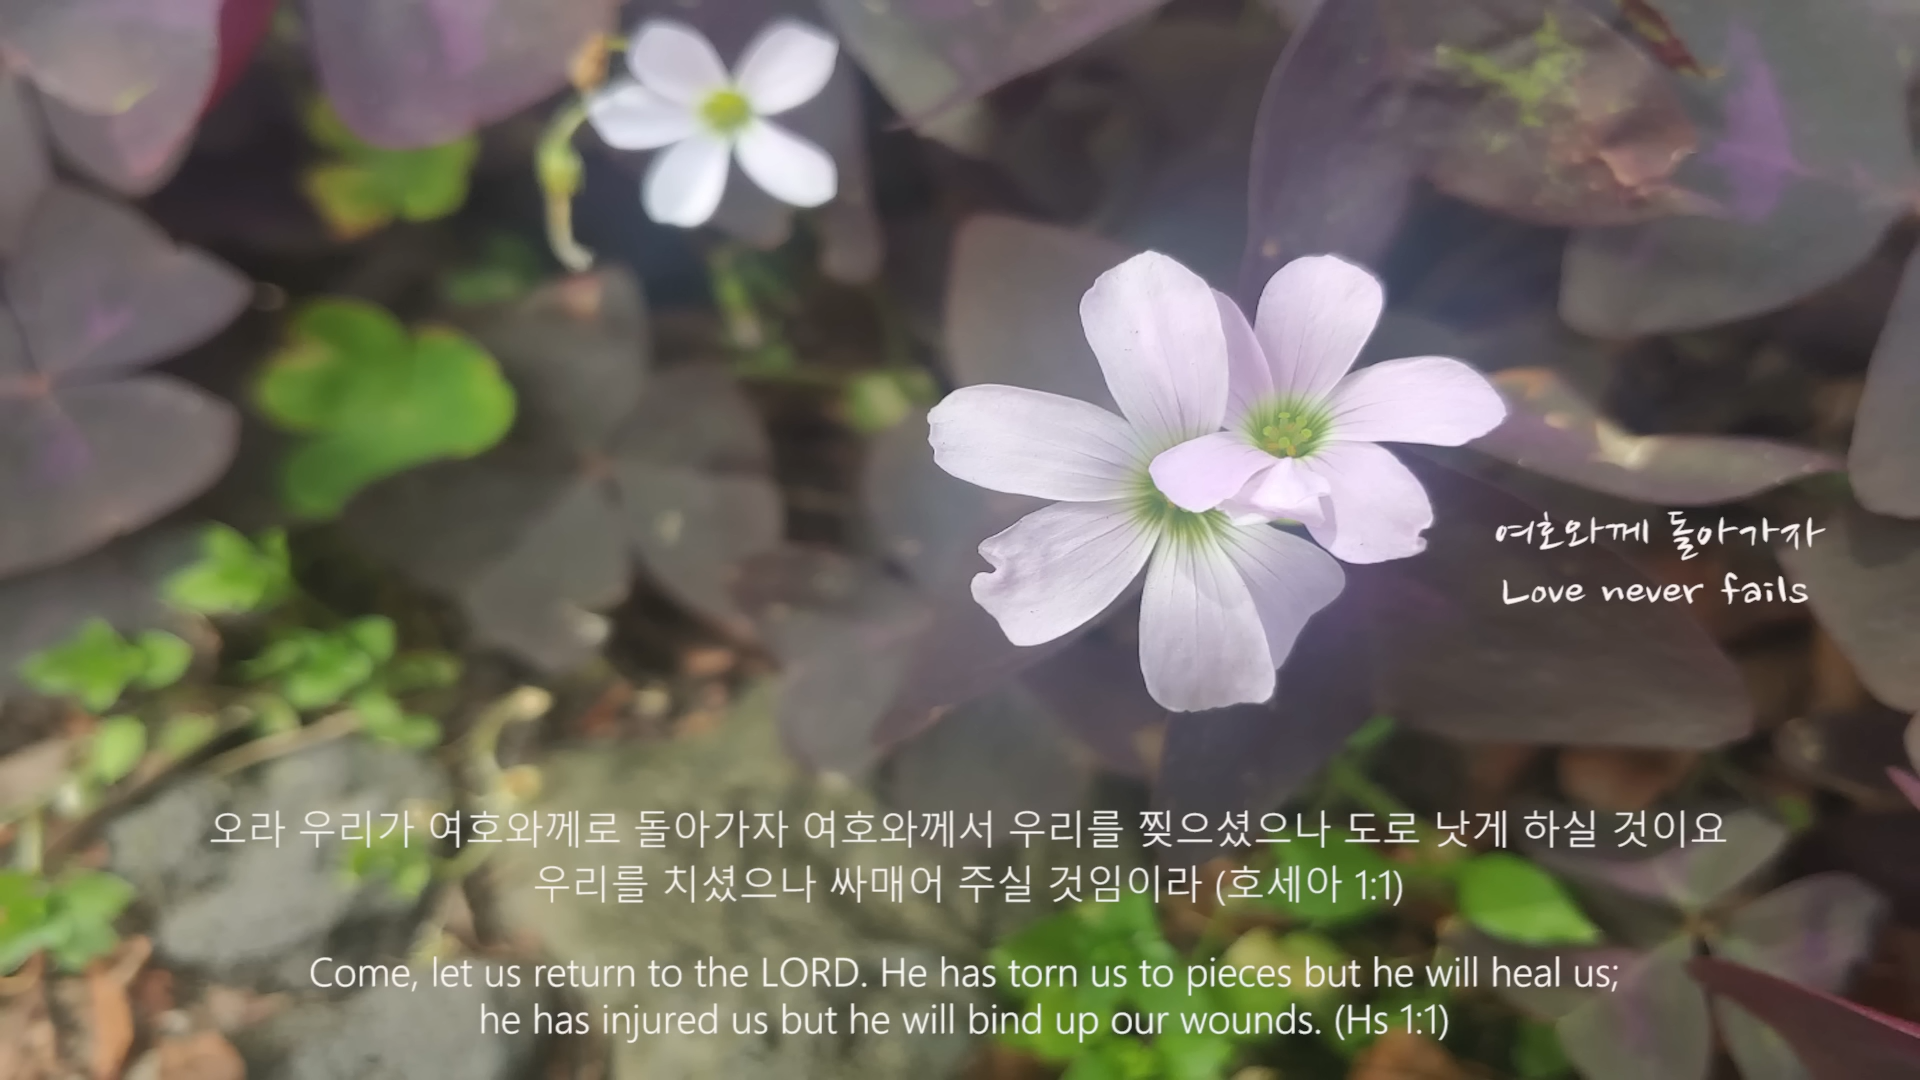 여호와께 돌아가자
Love never fails
오라 우리가 여호와께로 돌아가자 여호와께서 우리를 찢으셨으나 도로 낫게 하실 것이요
우리를 치셨으나 싸매어 주실 것임이라 (호세아 1:1)
Come, let us return to the LORD. He has torn us to pieces but he will heal us;
he has injured us but he will bind up our wounds. (Hs 1:1)